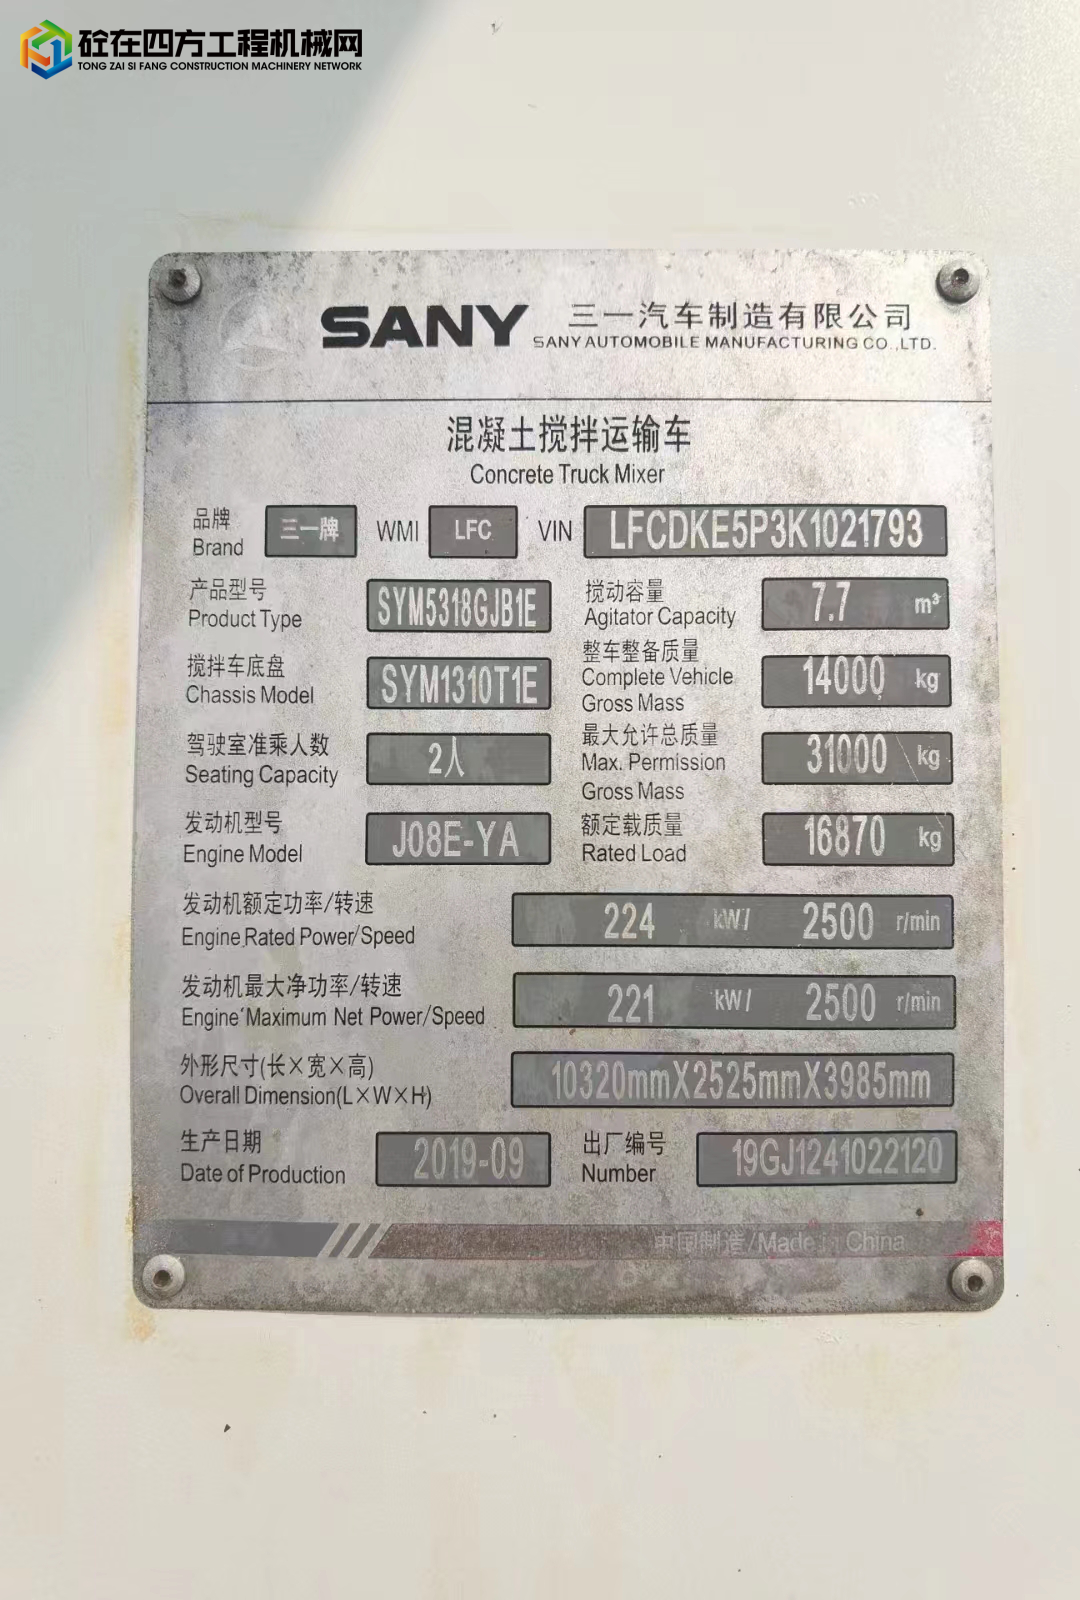 砼在四方工程机械网
TONG ZAI SI FANG CONSTRUCTION MACHINERY NETWORK
SANY 三一汽车制造有限公司
SANY AUTOMOBILE MANUFACTURING CO.,LTD.
混凝土搅拌运输车
Concrete Truck Mixer
品牌 Brand 三一牌 WMI LFC VIN LFCDKE5P3K1021793
产品型号 Product Type SYM5318GJB1E
搅动容量 Agitator Capacity 7.7 m³
搅拌车底盘 Chassis Model SYM1310T1E
整车整备质量 Complete Vehicle Gross Mass 14000 kg
驾驶室准乘人数 Seating Capacity 2人
最大允许总质量 Max. Permission Gross Mass 31000 kg
发动机型号 Engine Model J08E-YA
额定载质量 Rated Load 16870 kg
发动机额定功率/转速 Engine Rated Power/Speed 224 kW/ 2500 r/min
发动机最大净功率/转速 Engine Maximum Net Power/Speed 221 kW/ 2500 r/min
外形尺寸(长×宽×高) Overall Dimension(L×W×H) 10320mmX2525mmX3985mm
生产日期 Date of Production 2019-09
出厂编号 Number 19GJ1241022120
中国制造/Made in China